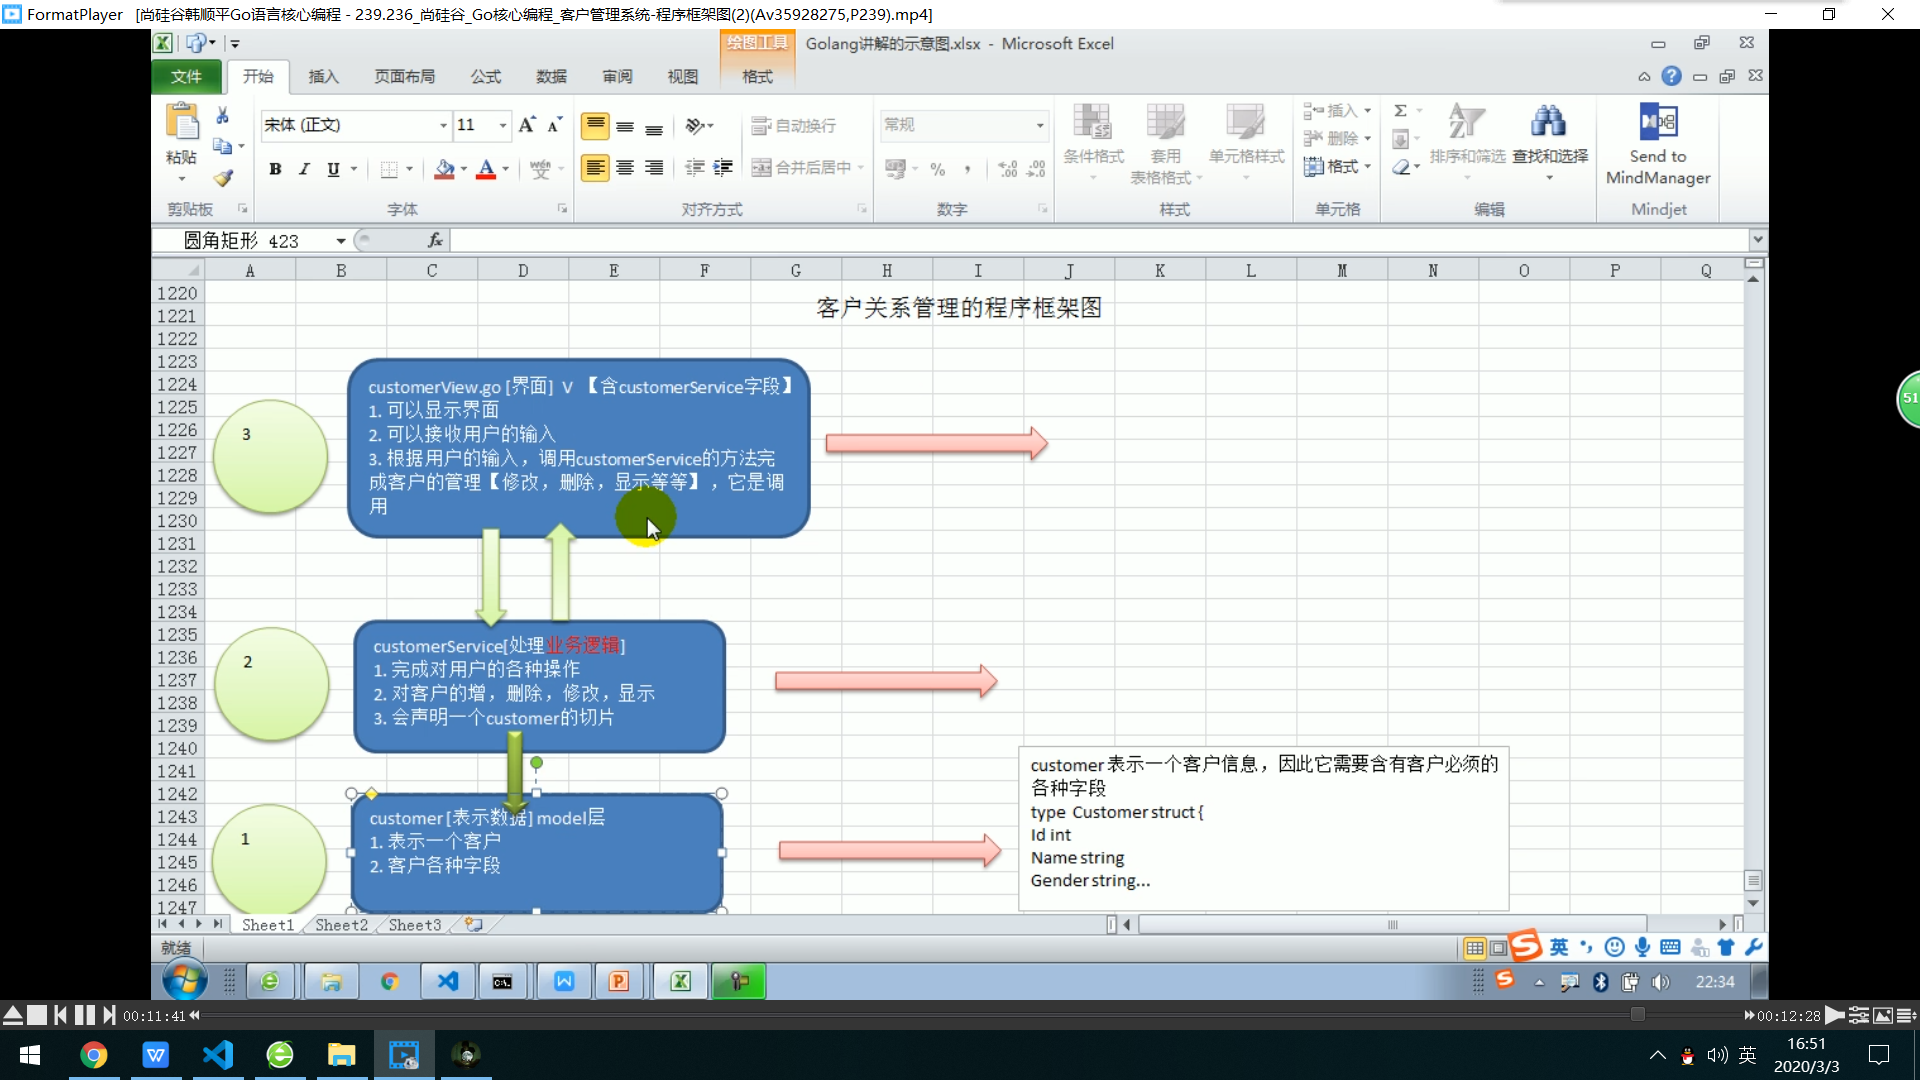 FormatPlayer [尚硅谷韩顺平Go语言核心编程 - 239.236_尚硅谷_Go核心编程_客户管理系统-程序框架图(2)(Av35928275,P239).mp4]
绘图工具 Golang讲解的示意图.xlsx - Microsoft Excel
文件 开始 插入 页面布局 公式 数据 审阅 视图 格式
宋体 (正文) 11 自动换行 常规 插入 Σ
粘贴 条件格式 套用 表格格式 单元格样式 删除 排序和筛选 查找和选择 Send to MindManager
B I U A wén 变 合并后居中 % , 格式
剪贴板 字体 对齐方式 数字 样式 单元格 编辑 Mindjet
圆角矩形 423 fx
A B C D E F G H I J K L M N O P Q
1220
1221
1222
1223
1224
1225
1226
1227
1228
1229
1230
1231
1232
1233
1234
1235
1236
1237
1238
1239
1240
1241
1242
1243
1244
1245
1246
1247
客户关系管理的程序框架图
3
customerView.go [界面] V 【含customerService字段】
1. 可以显示界面
2. 可以接收用户的输入
3. 根据用户的输入，调用customerService的方法完
成客户的管理【修改，删除，显示等等】，它是调
用
2
customerService[处理业务逻辑]
1. 完成对用户的各种操作
2. 对客户的增，删除，修改，显示
3. 会声明一个customer的切片
1
customer [表示数据] model层
1. 表示一个客户
2. 客户各种字段
customer 表示一个客户信息，因此它需要含有客户必须的
各种字段
type Customer struct {
Id int
Name string
Gender string...
Sheet1 Sheet2 Sheet3
就绪 英
22:34
00:11:41 00:12:28
英 16:51
2020/3/3
51